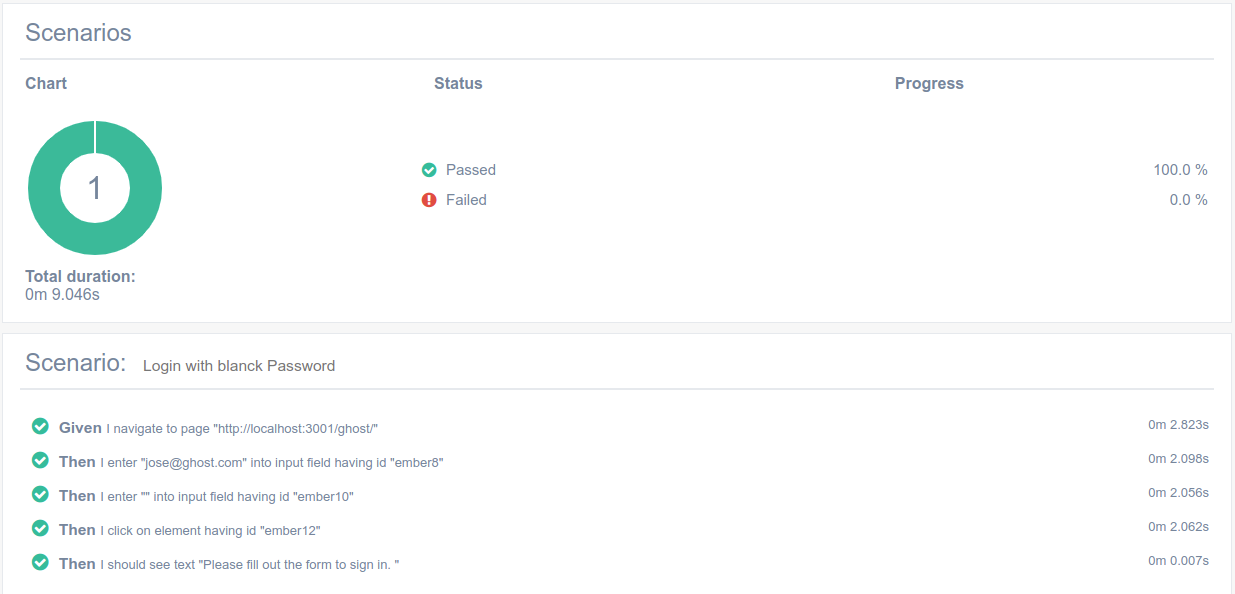 Scenarios
Chart Status Progress
1
Passed 100.0 %
Failed 0.0 %
Total duration:
0m 9.046s
Scenario: Login with blanck Password
Given I navigate to page "http://localhost:3001/ghost/" 0m 2.823s
Then I enter "jose@ghost.com" into input field having id "ember8" 0m 2.098s
Then I enter "" into input field having id "ember10" 0m 2.056s
Then I click on element having id "ember12" 0m 2.062s
Then I should see text "Please fill out the form to sign in. " 0m 0.007s